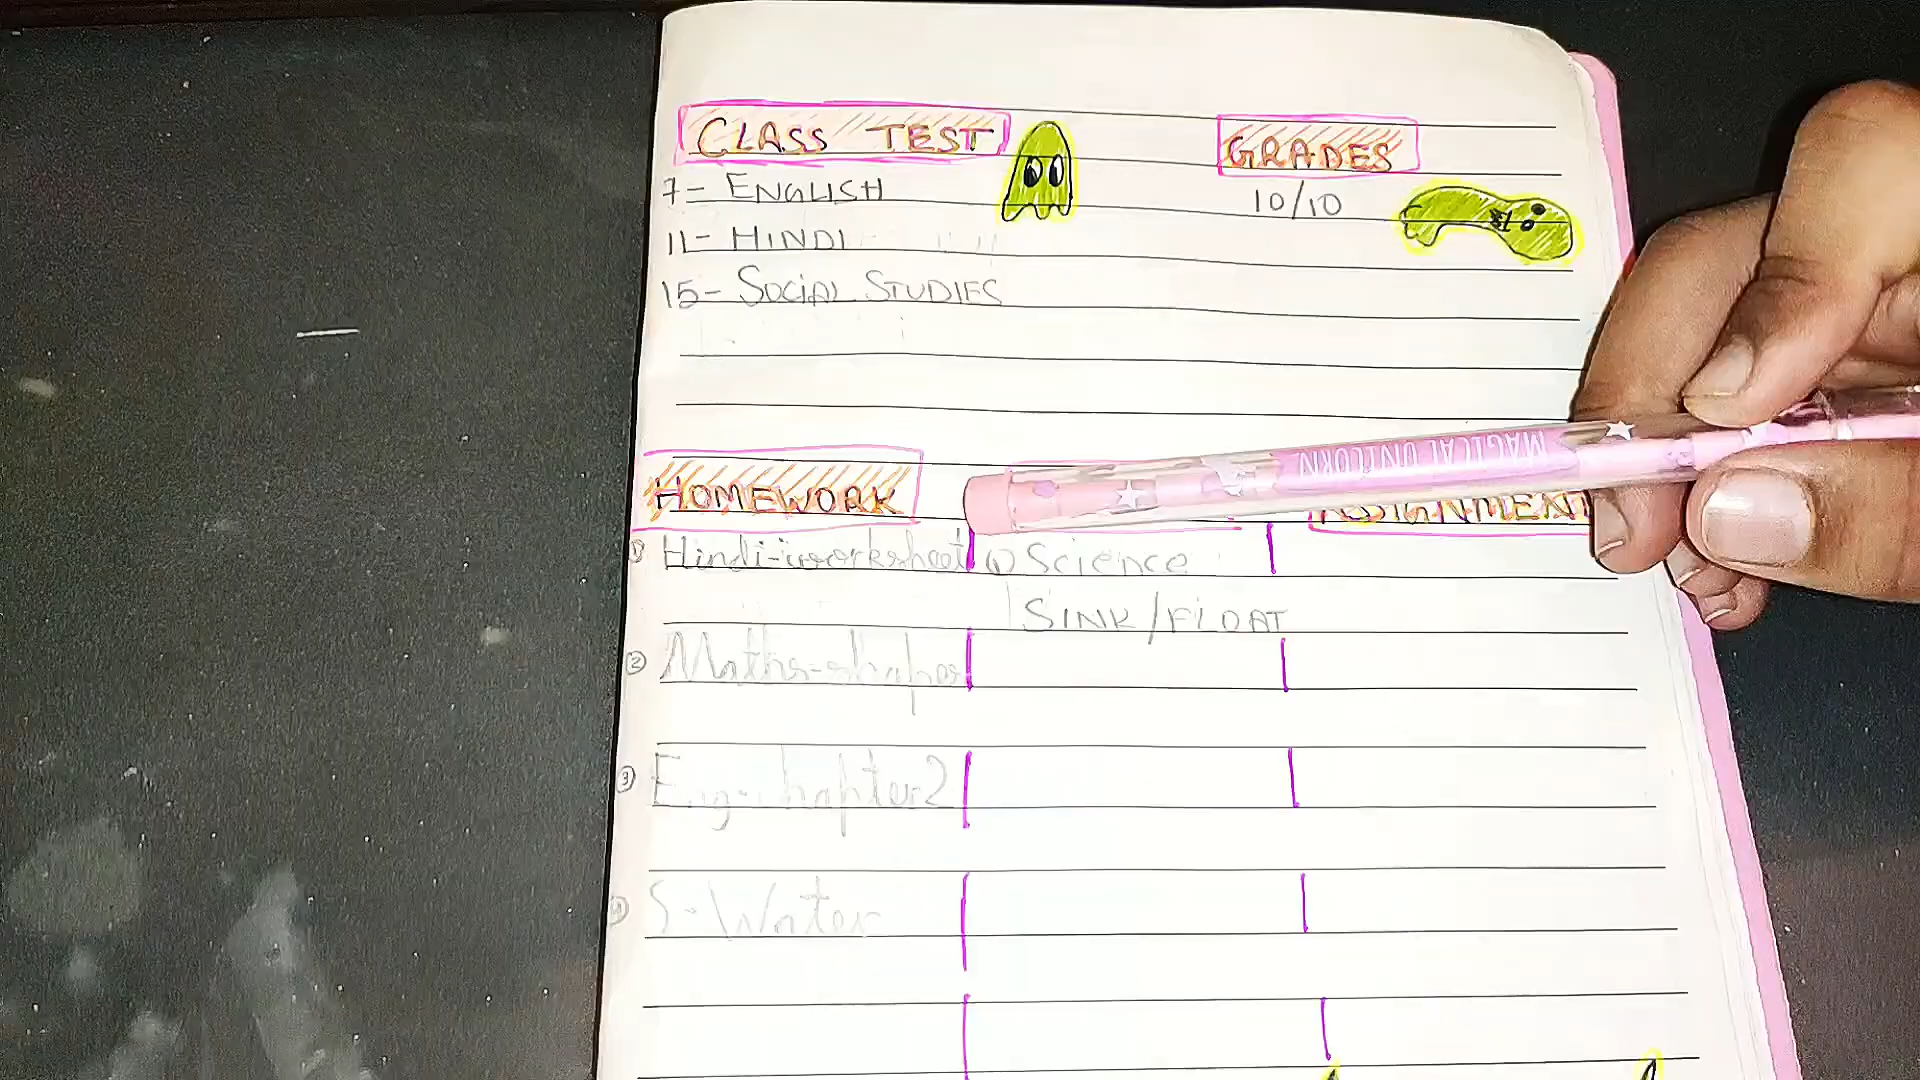 CLASS TEST GRADES
7- ENGLISH 10/10
11- HINDI
15- SOCIAL STUDIES
MAGICAL UNICORN
HOMEWORK ASSIGNMENT
① Hindi-worksheet ① Science
SINK/FLOAT
② Maths-shapes
③ Eng-chapter2
④ S-Water